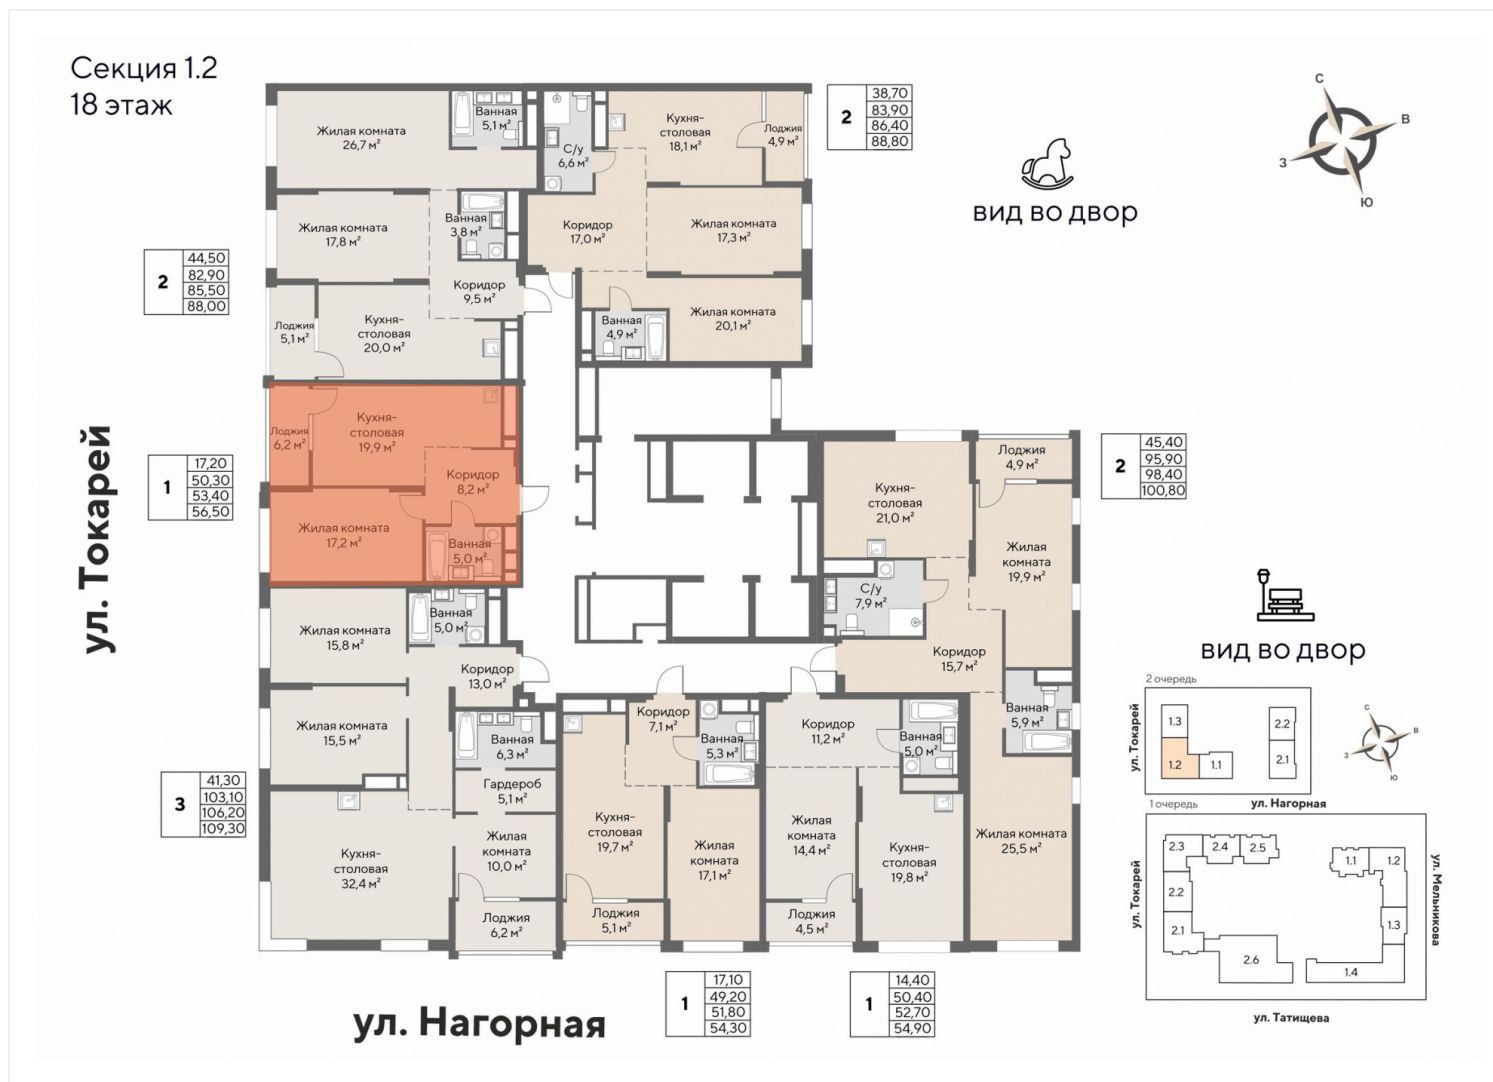 Секция 1.2
18 этаж
Жилая комната
26,7 м²
Ванная
5,1 м²
С/у
6,6 м²
Кухня-
столовая
18,1 м²
Лоджия
4,9 м²
2
38,70
83,90
86,40
88,80
вид во двор
С
В
З
Ю
Жилая комната
17,8 м²
Ванная
3,8 м²
Коридор
17,0 м²
Жилая комната
17,3 м²
2
44,50
82,90
85,50
88,00
Коридор
9,5 м²
Лоджия
5,1 м²
Кухня-
столовая
20,0 м²
Ванная
4,9 м²
Жилая комната
20,1 м²
ул. Токарей
1
17,20
50,30
53,40
56,50
Лоджия
6,2 м²
Кухня-
столовая
19,9 м²
Коридор
8,2 м²
Жилая комната
17,2 м²
Ванная
5,0 м²
Кухня-
столовая
21,0 м²
Лоджия
4,9 м²
2
45,40
95,90
98,40
100,80
Жилая
комната
19,9 м²
С/у
7,9 м²
Коридор
15,7 м²
Ванная
5,9 м²
Жилая комната
25,5 м²
вид во двор
Жилая комната
15,8 м²
Ванная
5,0 м²
Коридор
13,0 м²
Жилая комната
15,5 м²
Ванная
6,3 м²
Гардероб
5,1 м²
Жилая
комната
10,0 м²
3
41,30
103,10
106,20
109,30
Кухня-
столовая
32,4 м²
Лоджия
6,2 м²
Коридор
7,1 м²
Ванная
5,3 м²
Кухня-
столовая
19,7 м²
Жилая
комната
17,1 м²
Лоджия
5,1 м²
Коридор
11,2 м²
Ванная
5,0 м²
Жилая
комната
14,4 м²
Кухня-
столовая
19,8 м²
Лоджия
4,5 м²
1
17,10
49,20
51,80
54,30
1
14,40
50,40
52,70
54,90
ул. Нагорная
2 очередь
ул. Токарей
1.3
1.2
1.1
2.2
2.1
ул. Нагорная
С
В
З
Ю
1 очередь
ул. Токарей
2.3
2.4
2.5
2.2
2.1
2.6
1.1
1.2
1.3
1.4
ул. Мельникова
ул. Татищева